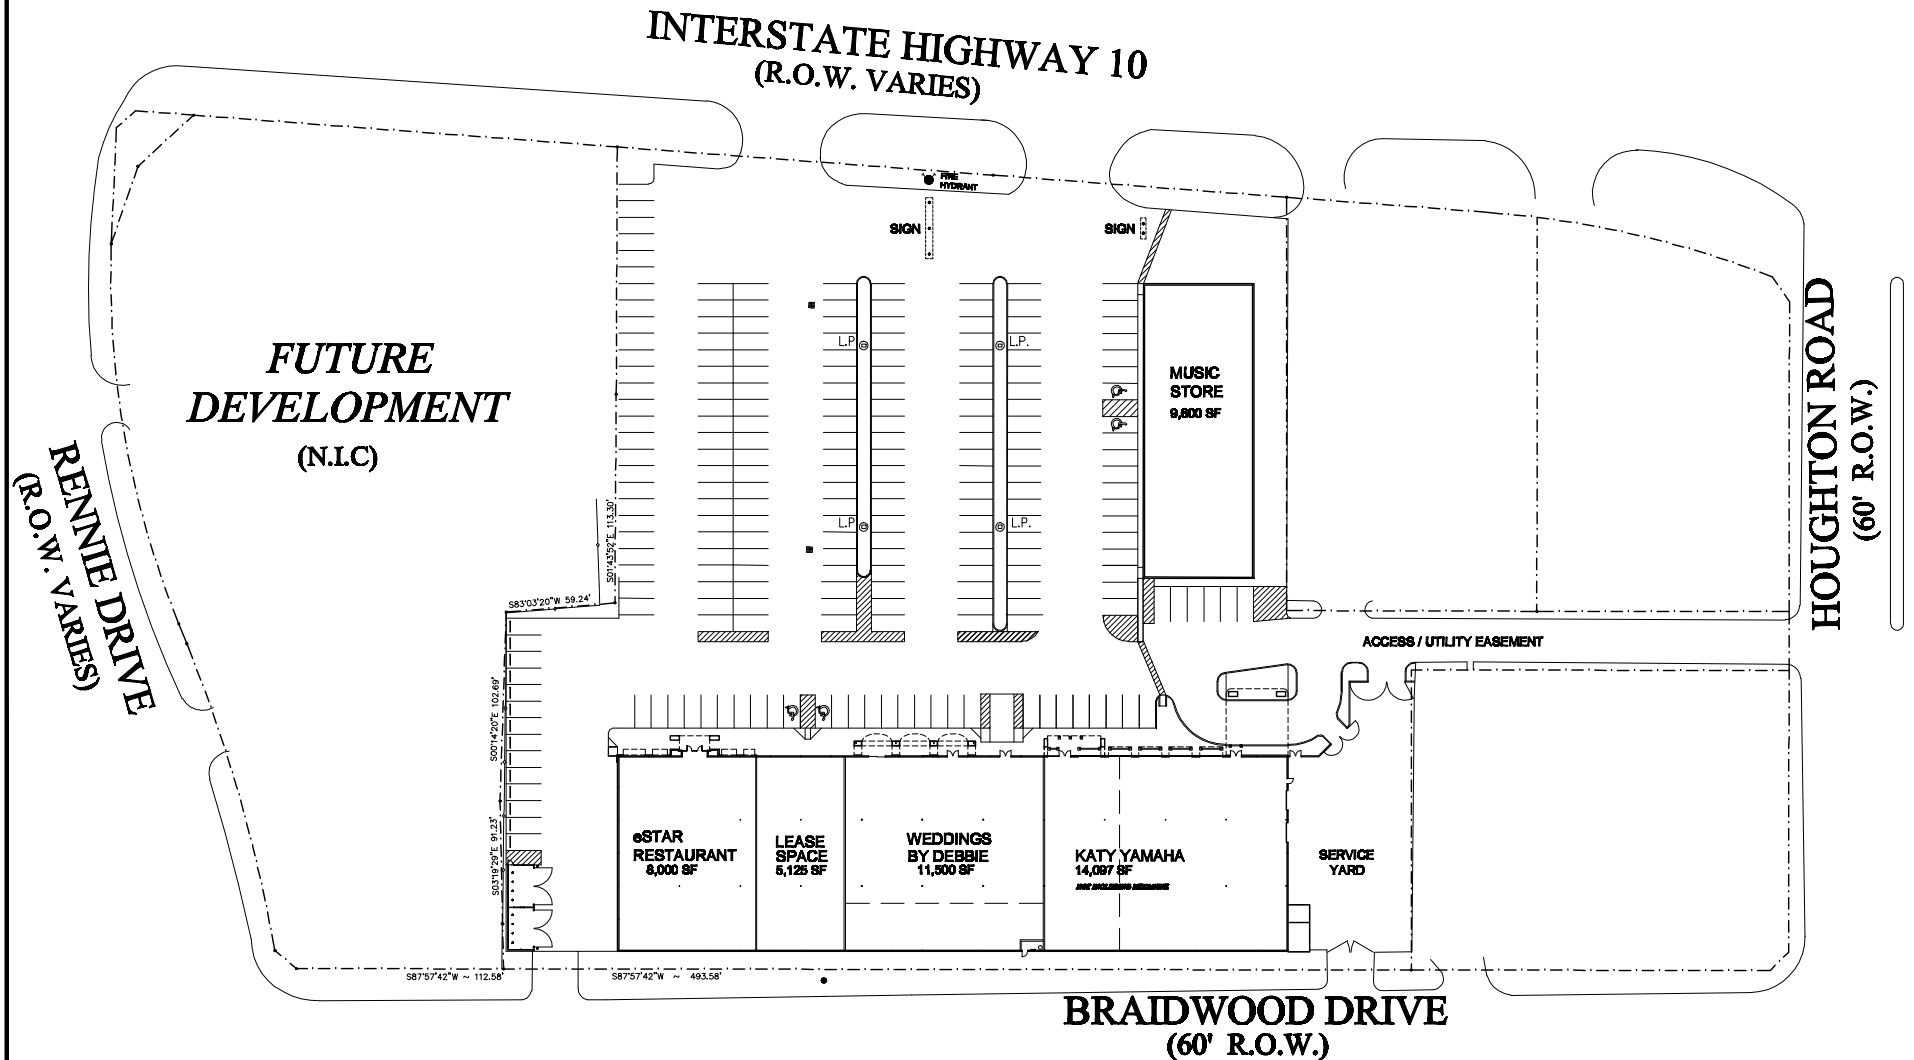 INTERSTATE HIGHWAY 10
(R.O.W. VARIES)
FIRE
HYDRANT
SIGN
SIGN
FUTURE
DEVELOPMENT
(N.I.C)
L.P.
L.P.
L.P.
L.P.
MUSIC
STORE
9,600 SF
HOUGHTON ROAD
(60' R.O.W.)
RENNIE DRIVE
(R.O.W. VARIES)
S01°43'52"E 113.30'
S83°03'20"W 59.24'
S00°14'20"E 102.69'
S03°19'29"E 91.23'
ACCESS / UTILITY EASEMENT
eSTAR
RESTAURANT
8,000 SF
LEASE
SPACE
5,125 SF
WEDDINGS
BY DEBBIE
11,500 SF
KATY YAMAHA
14,097 SF
NOT INCLUDING MEZZANINE
SERVICE
YARD
S87°57'42"W ~ 112.58'
S87°57'42"W ~ 493.58'
BRAIDWOOD DRIVE
(60' R.O.W.)